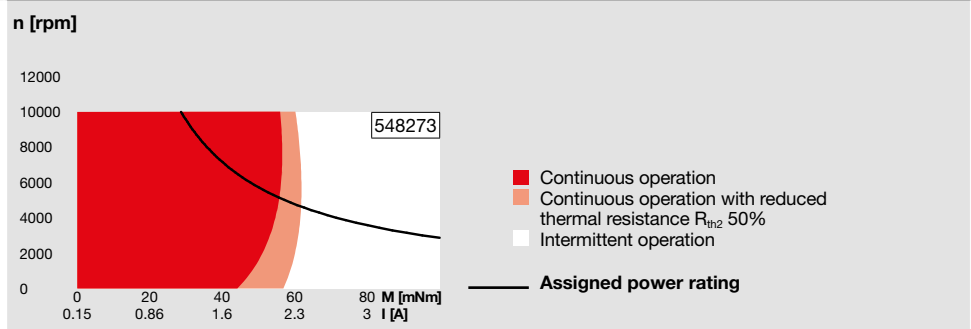 n [rpm]
12000
10000
548273
8000
Continuous operation
6000
Continuous operation with reduced
thermal resistance Rth2 50%
4000
Intermittent operation
2000
Assigned power rating
0
0 20 40 60 80 M [mNm]
0.15 0.86 1.6 2.3 3 I [A]